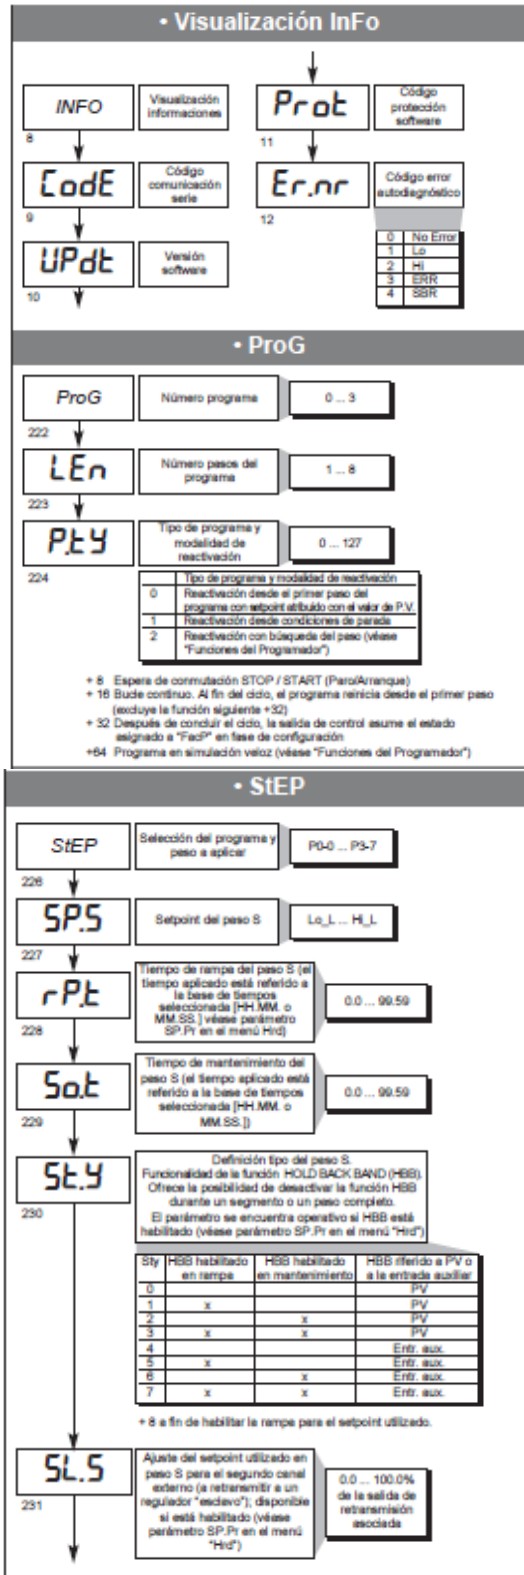 • Visualización InFo
INFO
Visualización
informaciones
8
CodE
Código
comunicación
serie
9
UPdt
Versión
software
10
Prot
Código
protección
software
11
Er.nr
Código error
autodiagnóstico
12
0 No Error
1 Lo
2 Hi
3 ERR
4 SBR
• ProG
ProG
Número programa
0 ... 3
222
LEn
Número pasos del
programa
1 ... 8
223
P.tY
Tipo de programa y
modalidad de
reactivación
0 ... 127
224
Tipo de programa y modalidad de reactivación
0 Reactivación desde el primer paso del
programa con setpoint atribuido con el valor de P.V.
1 Reactivación desde condiciones de parada
2 Reactivación con búsqueda del paso (véase
"Funciones del Programador")
+ 8 Espera de conmutación STOP / START (Paro/Arranque)
+ 16 Bucle continuo. Al fin del ciclo, el programa reinicia desde el primer paso
(excluye la función siguiente +32)
+ 32 Después de concluir el ciclo, la salida de control asume el estado
asignado a "FacP" en fase de configuración
+64 Programa en simulación veloz (véase "Funciones del Programador")
• StEP
StEP
Selección del programa y
paso a aplicar
P0-0 ... P3-7
226
SP.S
Setpoint del paso S
Lo_L ... Hi_L
227
rP.t
Tiempo de rampa del paso S (el
tiempo aplicado está referido a
la base de tiempos
seleccionada [HH.MM. o
MM.SS.] véase parámetro
SP.Pr en el menú Hrd)
0.0 ... 99.59
228
So.t
Tiempo de mantenimiento del
paso S (el tiempo aplicado está
referido a la base de tiempos
seleccionada [HH.MM. o
MM.SS.])
0.0 ... 99.59
229
St.Y
Definición tipo del paso S.
Funcionalidad de la función HOLD BACK BAND (HBB).
Ofrece la posibilidad de desactivar la función HBB
durante un segmento o un paso completo.
El parámetro se encuentra operativo si HBB está
habilitado (véase parámetro SP.Pr en el menú "Hrd")
230
Sty HBB habilitado HBB habilitado HBB riferido a PV o
en rampa en mantenimiento a la entrada auxiliar
0 PV
1 x PV
2 x PV
3 x x PV
4 Entr. aux.
5 x Entr. aux.
6 x Entr. aux.
7 x x Entr. aux.
+ 8 a fin de habilitar la rampa para el setpoint utilizado.
SL.S
Ajuste del setpoint utilizado en
paso S para el segundo canal
externo (a retransmitir a un
regulador "esclavo"); disponible
si está habilitado (véase
parámetro SP.Pr en el menú
"Hrd")
0.0 ... 100.0%
de la salida de
retransmisión
asociada
231